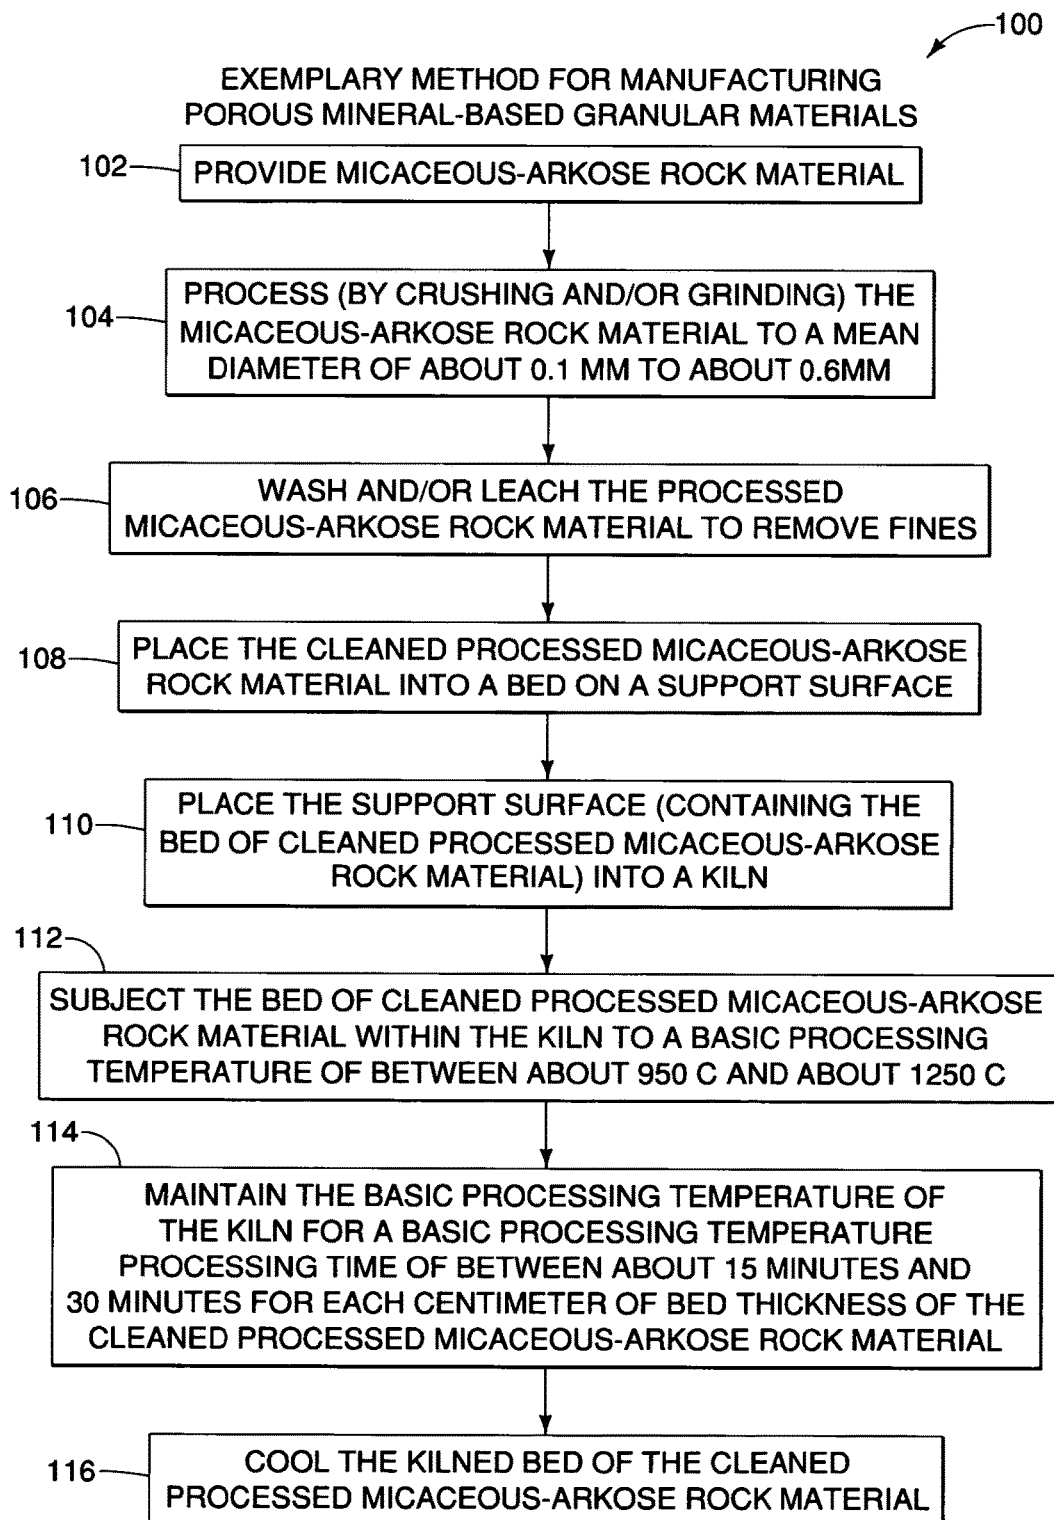 100
EXEMPLARY METHOD FOR MANUFACTURING
POROUS MINERAL-BASED GRANULAR MATERIALS
102
PROVIDE MICACEOUS-ARKOSE ROCK MATERIAL
104
PROCESS (BY CRUSHING AND/OR GRINDING) THE
MICACEOUS-ARKOSE ROCK MATERIAL TO A MEAN
DIAMETER OF ABOUT 0.1 MM TO ABOUT 0.6MM
106
WASH AND/OR LEACH THE PROCESSED
MICACEOUS-ARKOSE ROCK MATERIAL TO REMOVE FINES
108
PLACE THE CLEANED PROCESSED MICACEOUS-ARKOSE
ROCK MATERIAL INTO A BED ON A SUPPORT SURFACE
110
PLACE THE SUPPORT SURFACE (CONTAINING THE
BED OF CLEANED PROCESSED MICACEOUS-ARKOSE
ROCK MATERIAL) INTO A KILN
112
SUBJECT THE BED OF CLEANED PROCESSED MICACEOUS-ARKOSE
ROCK MATERIAL WITHIN THE KILN TO A BASIC PROCESSING
TEMPERATURE OF BETWEEN ABOUT 950 C AND ABOUT 1250 C
114
MAINTAIN THE BASIC PROCESSING TEMPERATURE OF
THE KILN FOR A BASIC PROCESSING TEMPERATURE
PROCESSING TIME OF BETWEEN ABOUT 15 MINUTES AND
30 MINUTES FOR EACH CENTIMETER OF BED THICKNESS OF THE
CLEANED PROCESSED MICACEOUS-ARKOSE ROCK MATERIAL
116
COOL THE KILNED BED OF THE CLEANED
PROCESSED MICACEOUS-ARKOSE ROCK MATERIAL